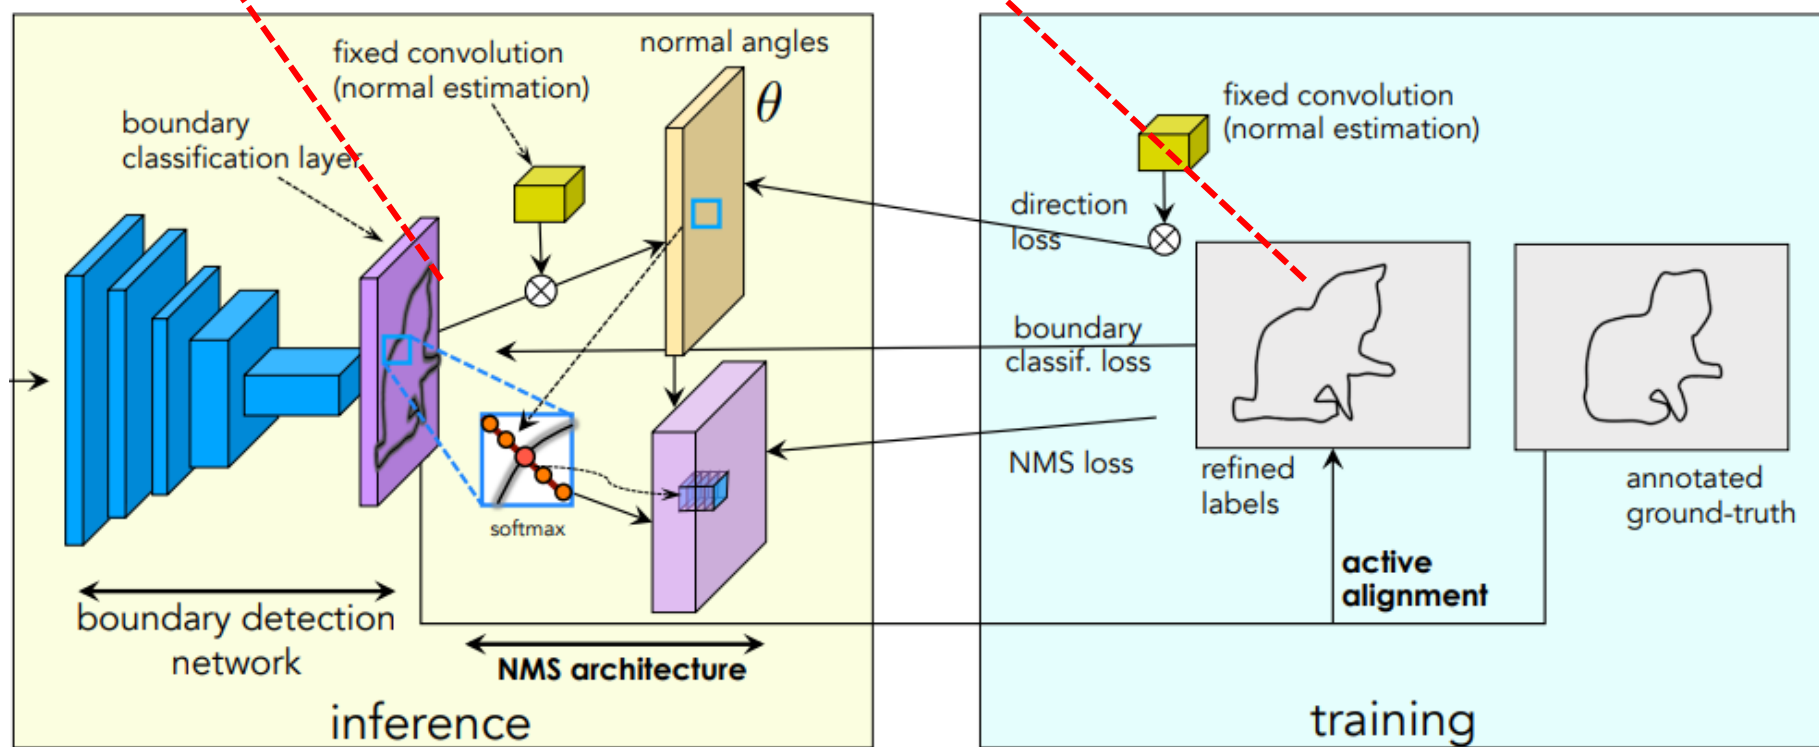 fixed convolution
(normal estimation)
normal angles
θ
boundary
classification layer
softmax
boundary detection
network
NMS architecture
inference
fixed convolution
(normal estimation)
direction
loss
boundary
classif. loss
NMS loss
refined
labels
annotated
ground-truth
active
alignment
training